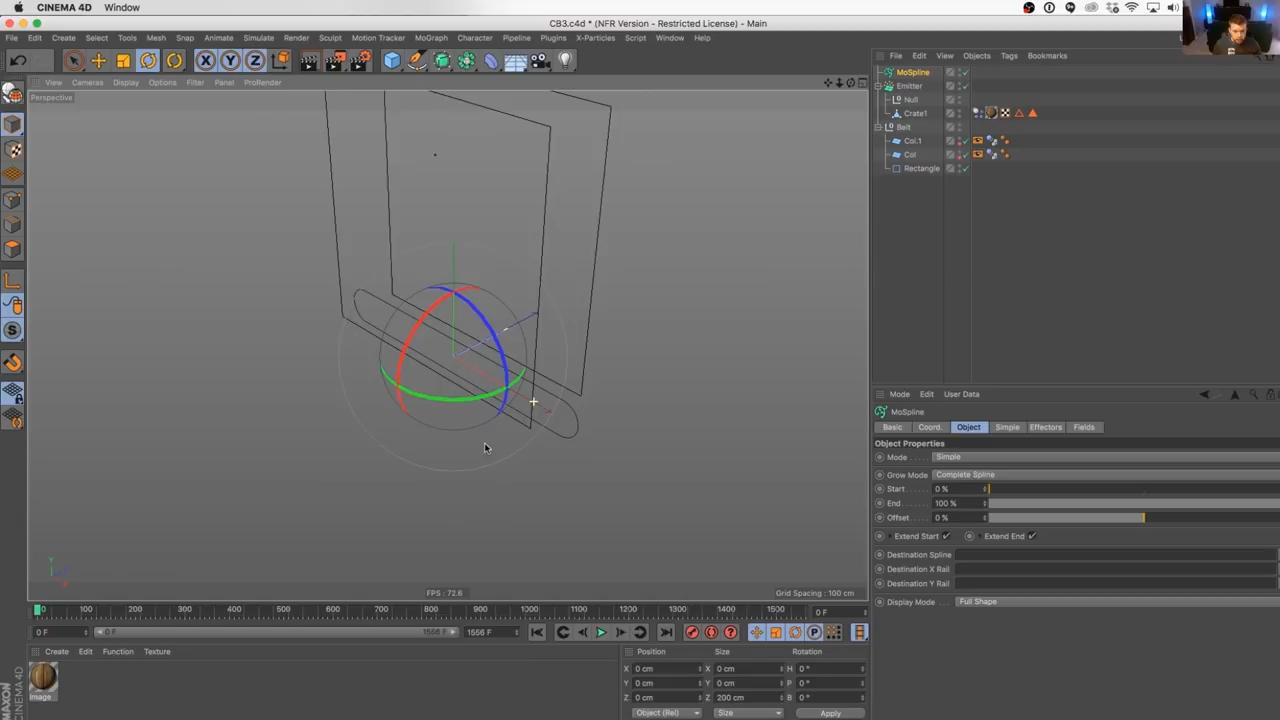 CINEMA 4D Window
CB3.c4d * (NFR Version - Restricted License) - Main
File Edit Create Select Tools Mesh Snap Animate Simulate Render Sculpt Motion Tracker MoGraph Character Pipeline Plugins X-Particles Script Window Help
File Edit View Objects Tags Bookmarks
View Cameras Display Options Filter Panel ProRender
Perspective
MoSpline
Emitter
Null
Crate1
Belt
Col.1
Col
Rectangle
Mode Edit User Data
MoSpline
Basic Coord. Object Simple Effectors Fields
Object Properties
Mode Simple
Grow Mode Complete Spline
Start 0 %
End 100 %
Offset 0 %
Extend Start Extend End
Destination Spline
Destination X Rail
Destination Y Rail
Display Mode Full Shape
Y
FPS : 72.6
Grid Spacing : 100 cm
0 100 200 300 400 500 600 700 800 900 1000 1100 1200 1300 1400 1500 0 F
0 F 0 F 1556 F 1556 F
Create Edit Function Texture
Image
Position Size Rotation
X 0 cm X 0 cm H 0 °
Y 0 cm Y 0 cm P 0 °
Z 0 cm Z 200 cm B 0 °
Object (Rel) Size Apply
MAXON CINEMA 4D